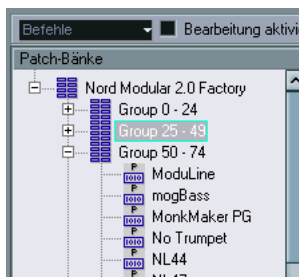 Befehle
Bearbeitung aktivi
Patch-Bänke
Nord Modular 2.0 Factory
Group 0 - 24
Group 25 - 49
Group 50 - 74
ModuLine
mogBass
MonkMaker PG
No Trumpet
NL44